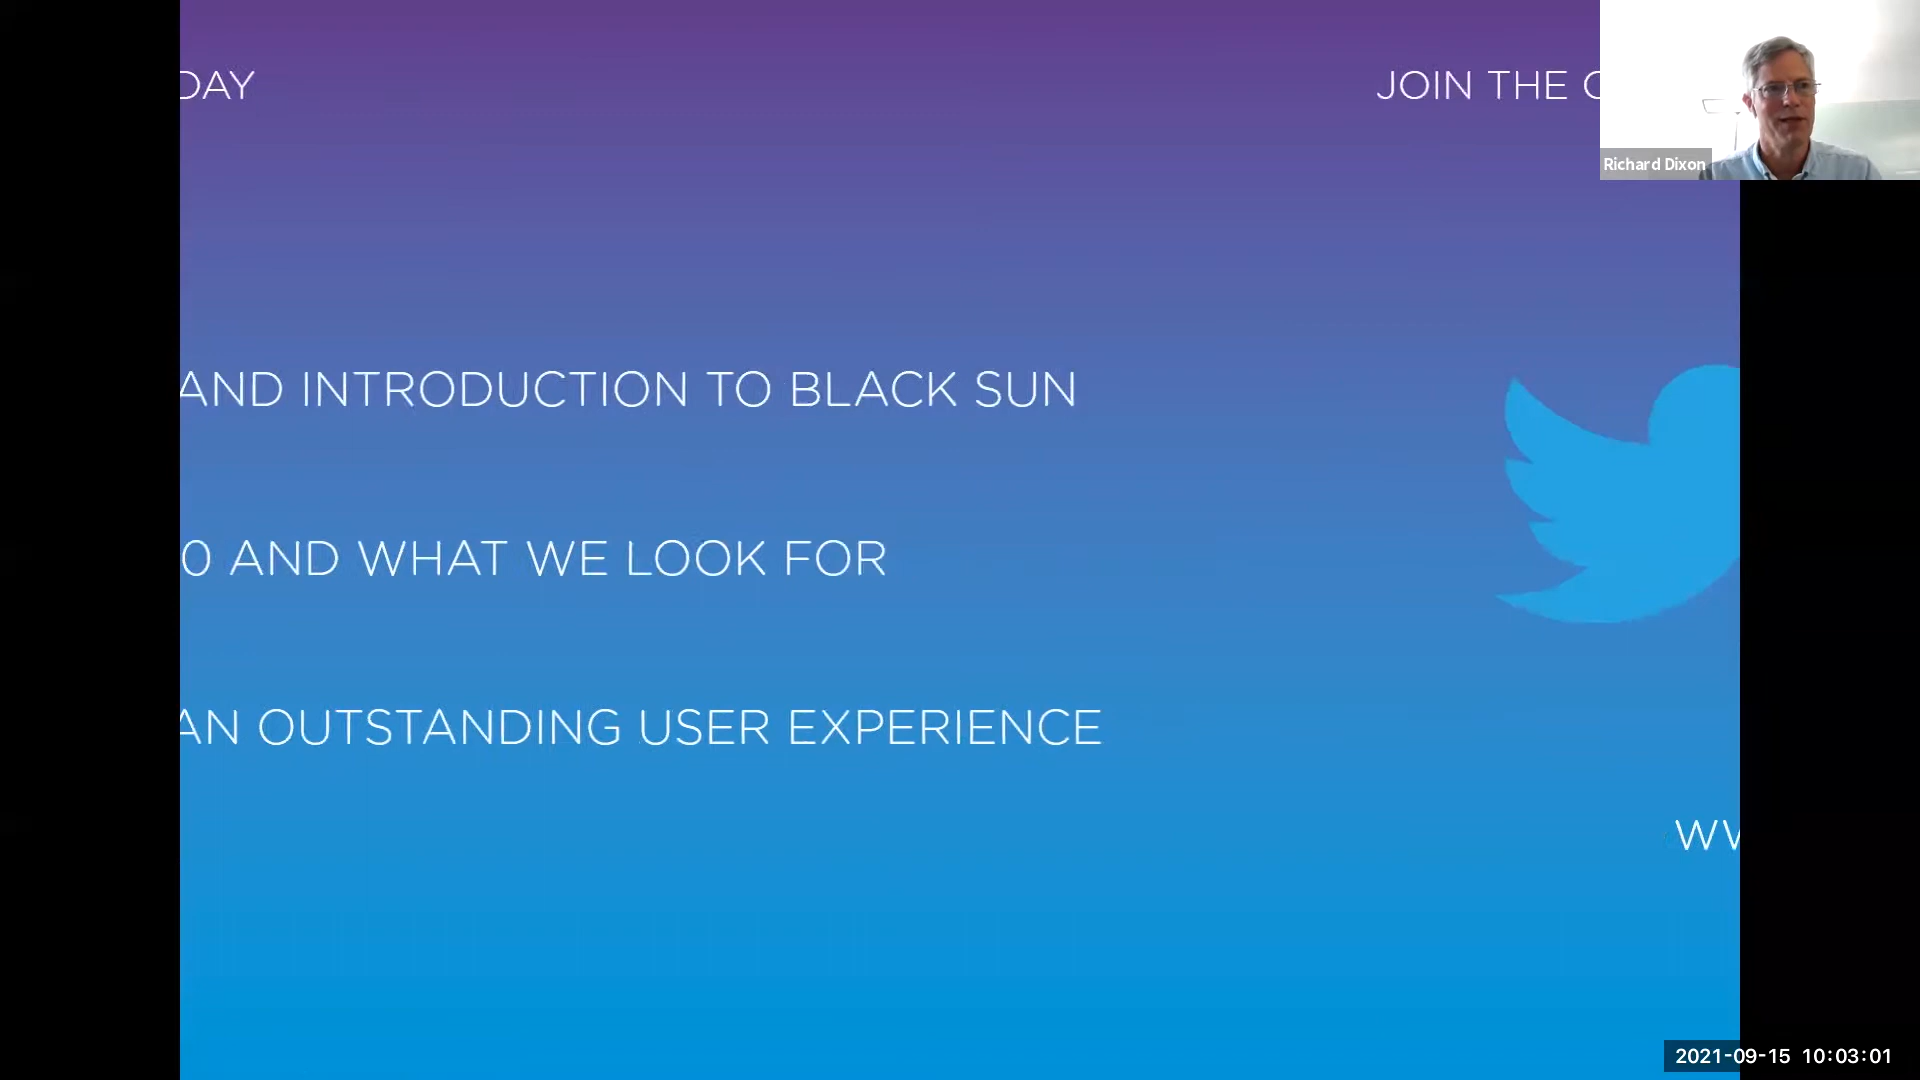 DAY
JOIN THE
Richard Dixon
AND INTRODUCTION TO BLACK SUN
0 AND WHAT WE LOOK FOR
AN OUTSTANDING USER EXPERIENCE
WV
2021-09-15 10:03:01